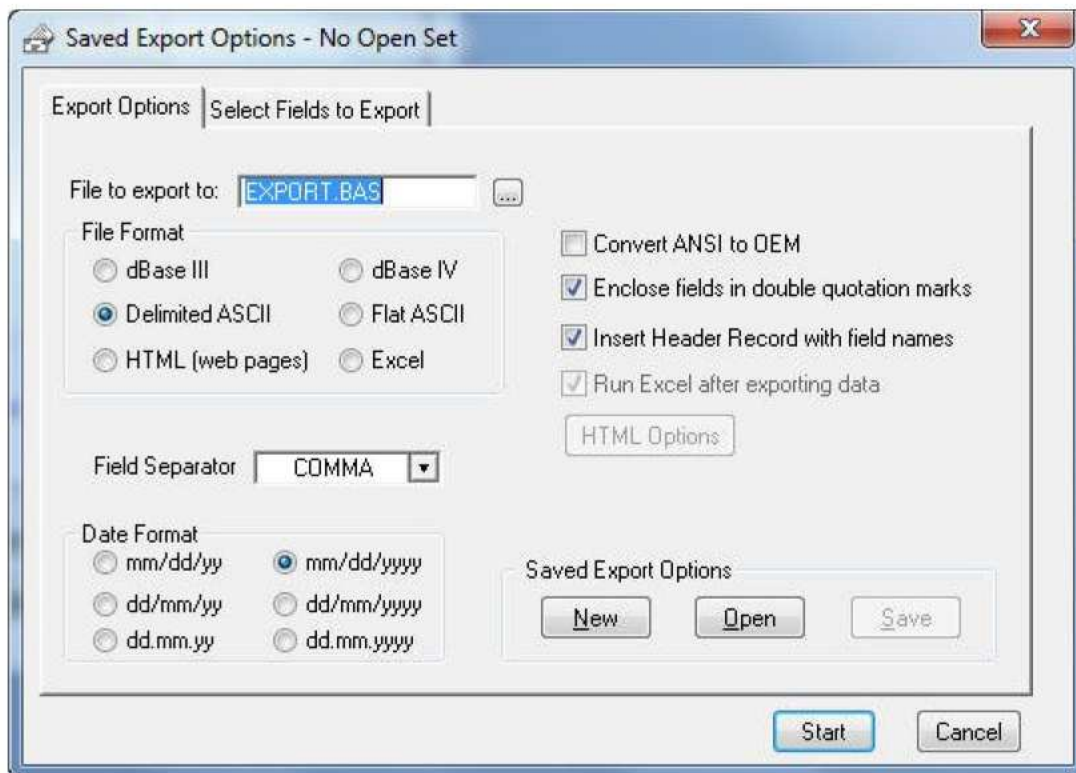 Saved Export Options - No Open Set
X
Export Options Select Fields to Export
File to export to: EXPORT.BAS ...
File Format
dBase III dBase IV
Delimited ASCII Flat ASCII
HTML (web pages) Excel
Convert ANSI to OEM
Enclose fields in double quotation marks
Insert Header Record with field names
Run Excel after exporting data
HTML Options
Field Separator COMMA
Date Format
mm/dd/yy mm/dd/yyyy
dd/mm/yy dd/mm/yyyy
dd.mm.yy dd.mm.yyyy
Saved Export Options
New Open Save
Start Cancel